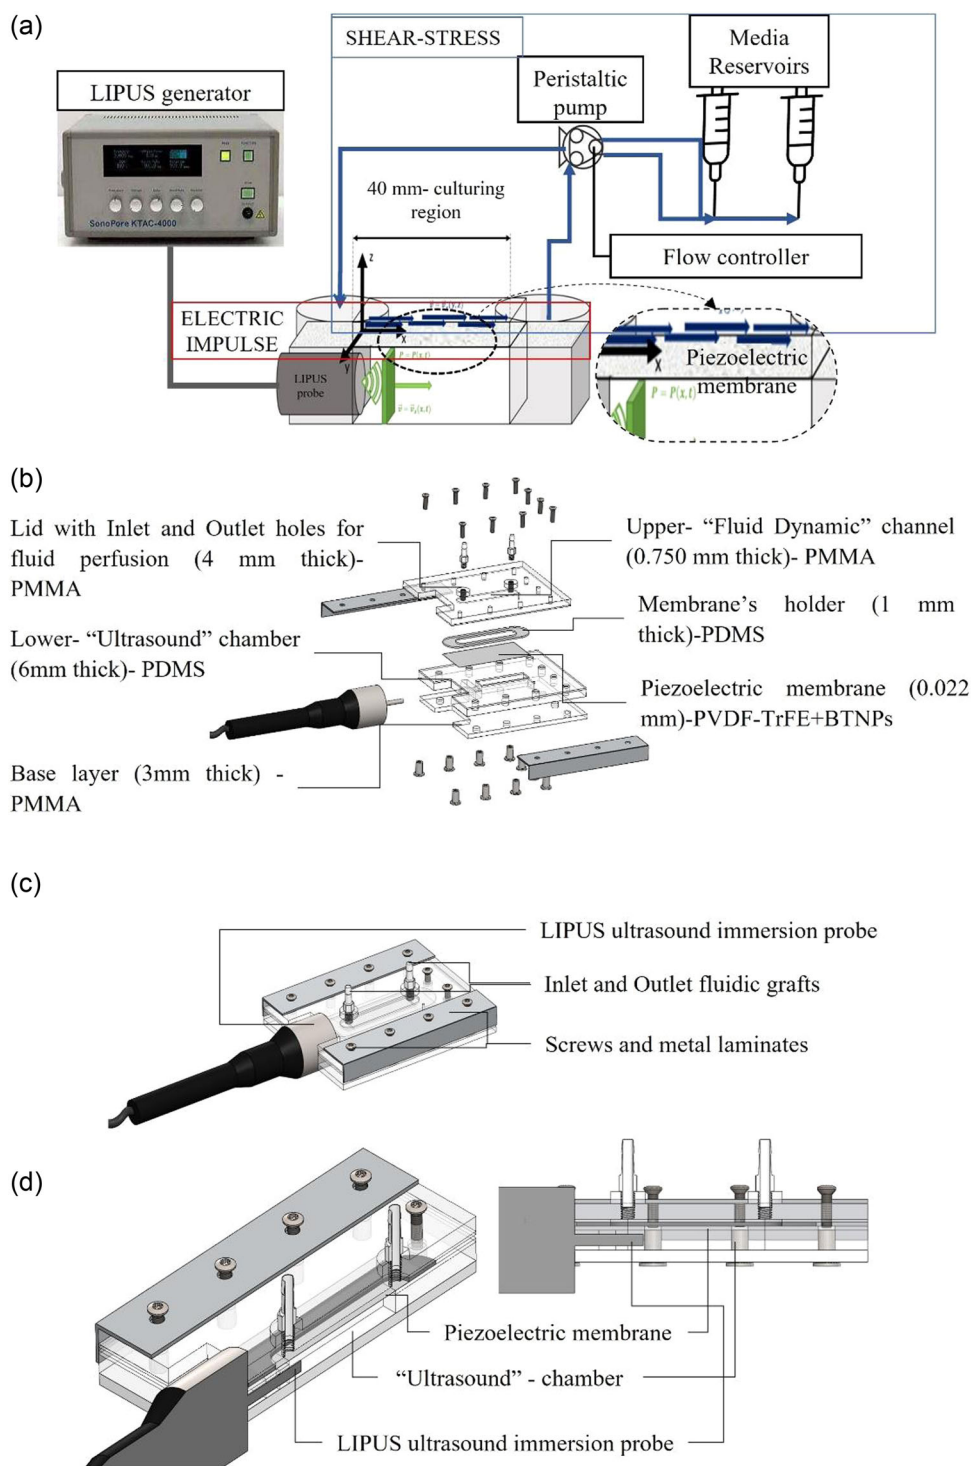 (a)
SHEAR-STRESS
Media
Reservoirs
LIPUS generator
Peristaltic
pump
SonoPore KTAC-4000
40 mm- culturing
region
Flow controller
z
ELECTRIC
IMPULSE
x
y
LIPUS
probe
P = P(x,t)
X
Piezoelectric
membrane
P = P(x,t)
(b)
Lid with Inlet and Outlet holes for
fluid perfusion (4 mm thick)-
PMMA
Upper- “Fluid Dynamic” channel
(0.750 mm thick)- PMMA
Membrane’s holder (1 mm
thick)-PDMS
Lower- “Ultrasound” chamber
(6mm thick)- PDMS
Piezoelectric membrane (0.022
mm)-PVDF-TrFE+BTNPs
Base layer (3mm thick) -
PMMA
(c)
LIPUS ultrasound immersion probe
Inlet and Outlet fluidic grafts
Screws and metal laminates
(d)
Piezoelectric membrane
“Ultrasound” - chamber
LIPUS ultrasound immersion probe